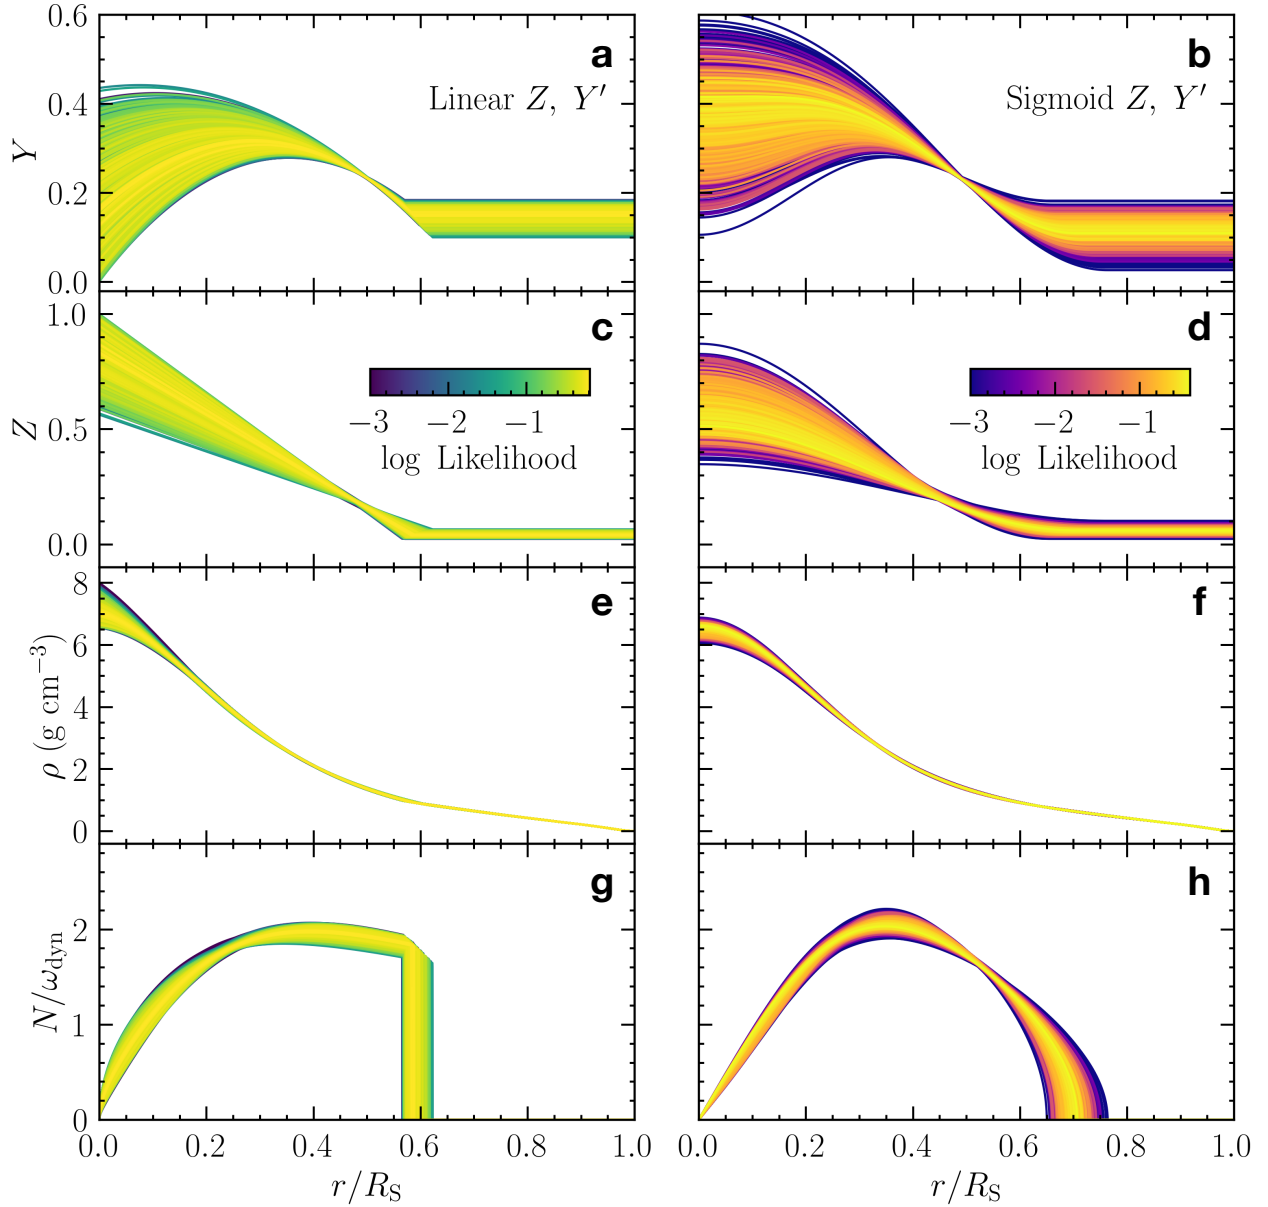 0.6
a
b
Linear Z, Y′
Sigmoid Z, Y′
0.4
Y
0.2
0.0
1.0
c
d
Z
0.5
−3 −2 −1
−3 −2 −1
log Likelihood
log Likelihood
0.0
8
e
f
6
ρ (g cm⁻³)
4
2
0
g
h
2
N/ω_dyn
1
0
0.0 0.2 0.4 0.6 0.8 1.0
0.0 0.2 0.4 0.6 0.8 1.0
r/R_S
r/R_S